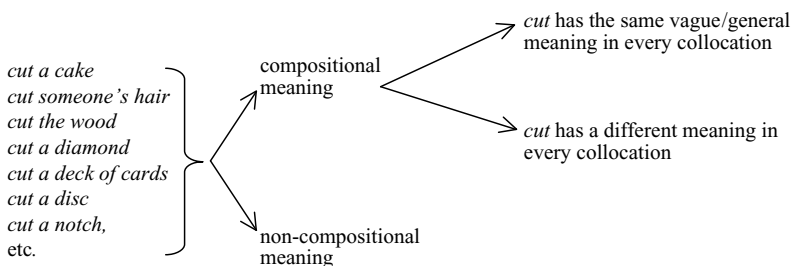 cut a cake
cut someone's hair
cut the wood
cut a diamond
cut a deck of cards
cut a disc
cut a notch,
etc.
compositional
meaning
non-compositional
meaning
cut has the same vague/general
meaning in every collocation
cut has a different meaning in
every collocation